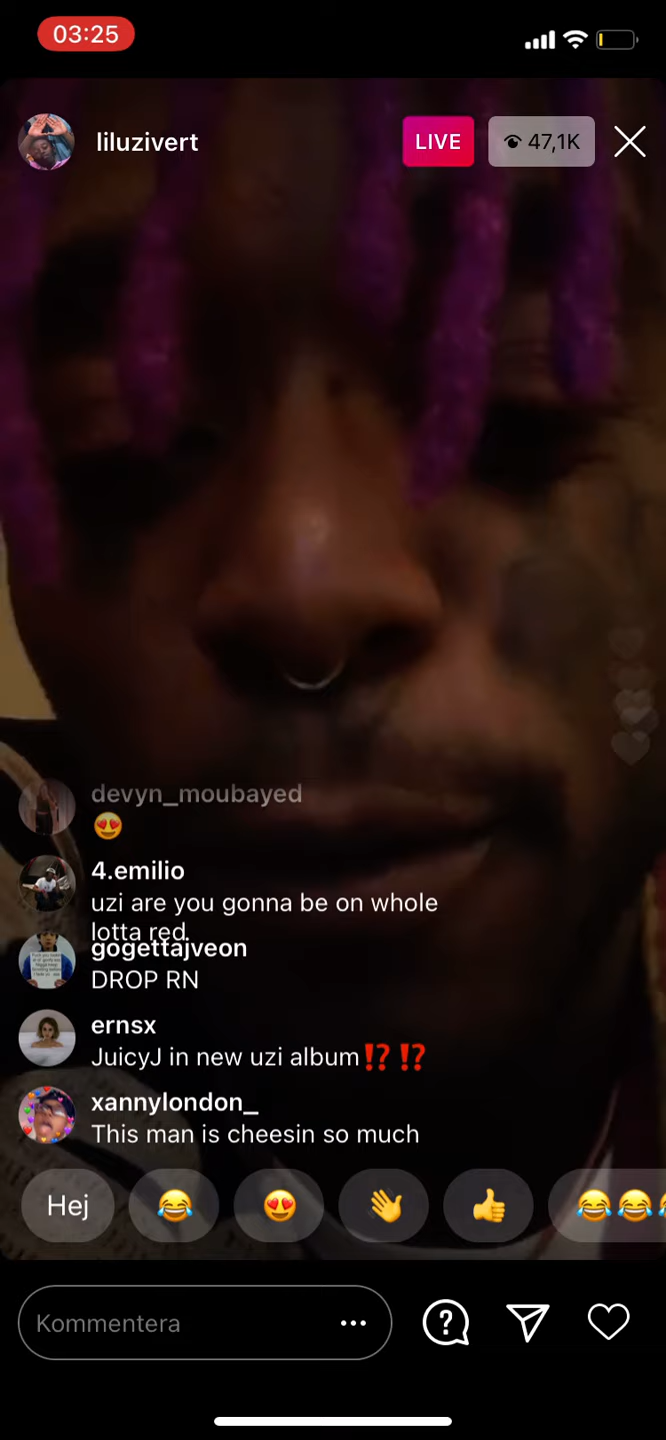 03:25
liluzivert
LIVE
47,1K
devyn_moubayed
😍
4.emilio
uzi are you gonna be on whole
lotta red
gogettajveon
DROP RN
ernsx
JuicyJ in new uzi album⁉️⁉️
xannylondon_
This man is cheesin so much
Hej
Kommentera